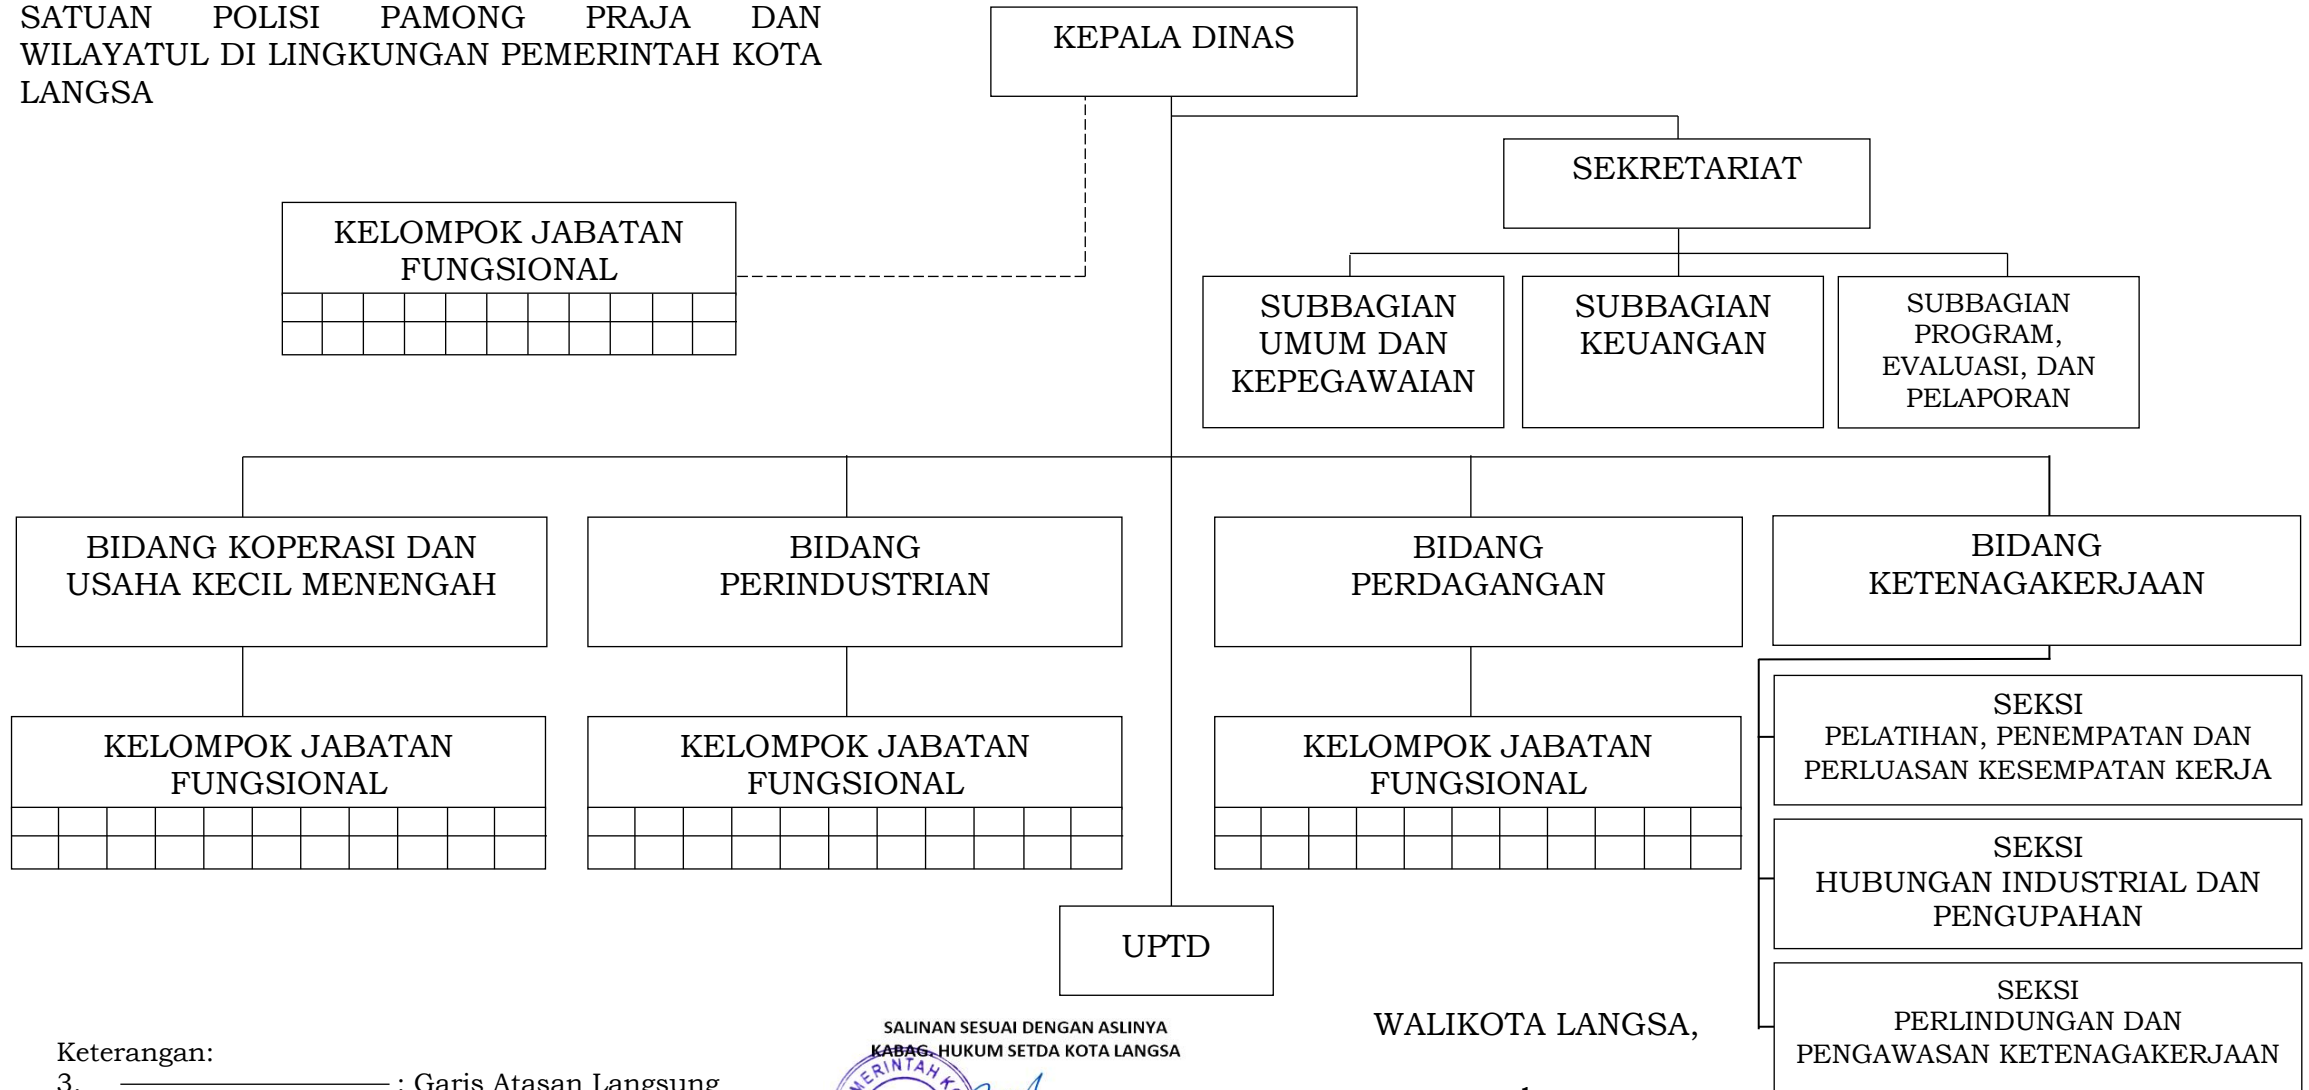 SATUAN POLISI PAMONG PRAJA DAN
WILAYATUL DI LINGKUNGAN PEMERINTAH KOTA
LANGSA
KEPALA DINAS
SEKRETARIAT
KELOMPOK JABATAN
FUNGSIONAL
SUBBAGIAN
UMUM DAN
KEPEGAWAIAN
SUBBAGIAN
KEUANGAN
SUBBAGIAN
PROGRAM,
EVALUASI, DAN
PELAPORAN
BIDANG KOPERASI DAN
USAHA KECIL MENENGAH
BIDANG
PERINDUSTRIAN
BIDANG
PERDAGANGAN
BIDANG
KETENAGAKERJAAN
KELOMPOK JABATAN
FUNGSIONAL
KELOMPOK JABATAN
FUNGSIONAL
KELOMPOK JABATAN
FUNGSIONAL
SEKSI
PELATIHAN, PENEMPATAN DAN
PERLUASAN KESEMPATAN KERJA
SEKSI
HUBUNGAN INDUSTRIAL DAN
PENGUPAHAN
SEKSI
PERLINDUNGAN DAN
PENGAWASAN KETENAGAKERJAAN
UPTD
Keterangan:
3. : Garis Atasan Langsung
SALINAN SESUAI DENGAN ASLINYA
KABAG. HUKUM SETDA KOTA LANGSA
WALIKOTA LANGSA,